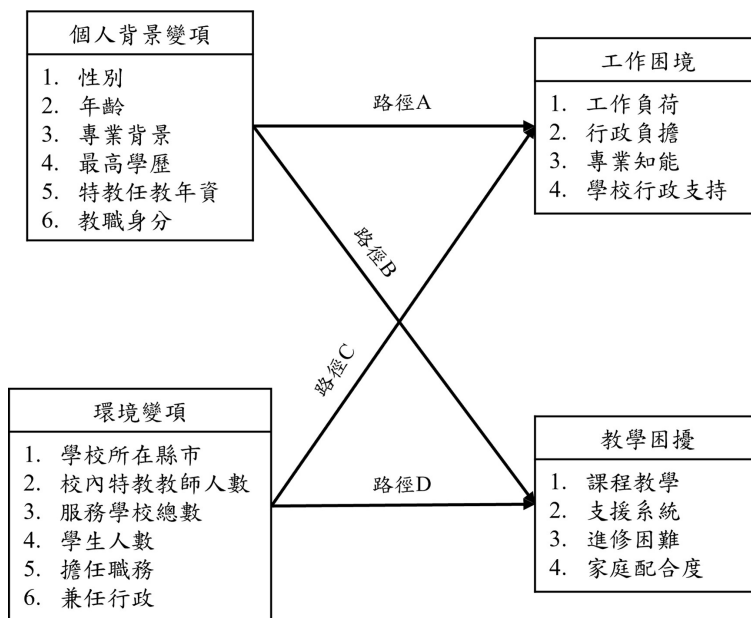 個人背景變項
1. 性別
2. 年齡
3. 專業背景
4. 最高學歷
5. 特教任教年資
6. 教職身分
路徑A
工作困境
1. 工作負荷
2. 行政負擔
3. 專業知能
4. 學校行政支持
路徑B
路徑C
環境變項
1. 學校所在縣市
2. 校內特教教師人數
3. 服務學校總數
4. 學生人數
5. 擔任職務
6. 兼任行政
路徑D
教學困擾
1. 課程教學
2. 支援系統
3. 進修困難
4. 家庭配合度